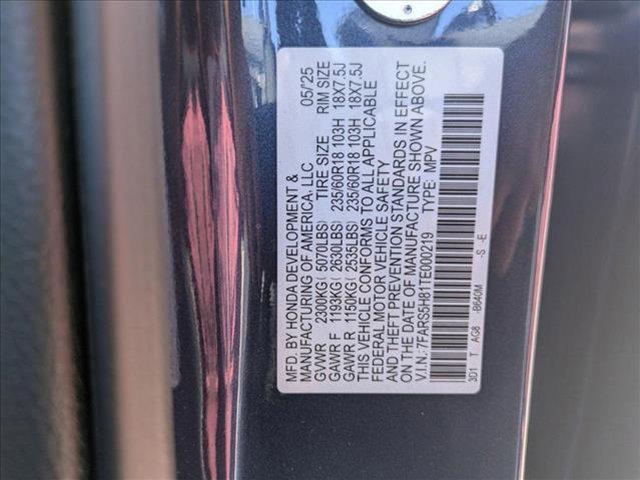 MFD. BY HONDA DEVELOPMENT &
MANUFACTURING OF AMERICA, LLC 05/'25
GVWR 2300KG( 5070LBS) TIRE SIZE RIM SIZE
GAWR F 1193KG( 2630LBS) 235/60R18 103H 18X7.5J
GAWR R 1150KG( 2535LBS) 235/60R18 103H 18X7.5J
THIS VEHICLE CONFORMS TO ALL APPLICABLE
FEDERAL MOTOR VEHICLE SAFETY
AND THEFT PREVENTION STANDARDS IN EFFECT
ON THE DATE OF MANUFACTURE SHOWN ABOVE.
V.I.N.: 7FARS5H81TE000219 TYPE: MPV
3D1 T AG8 -B640M -S -E